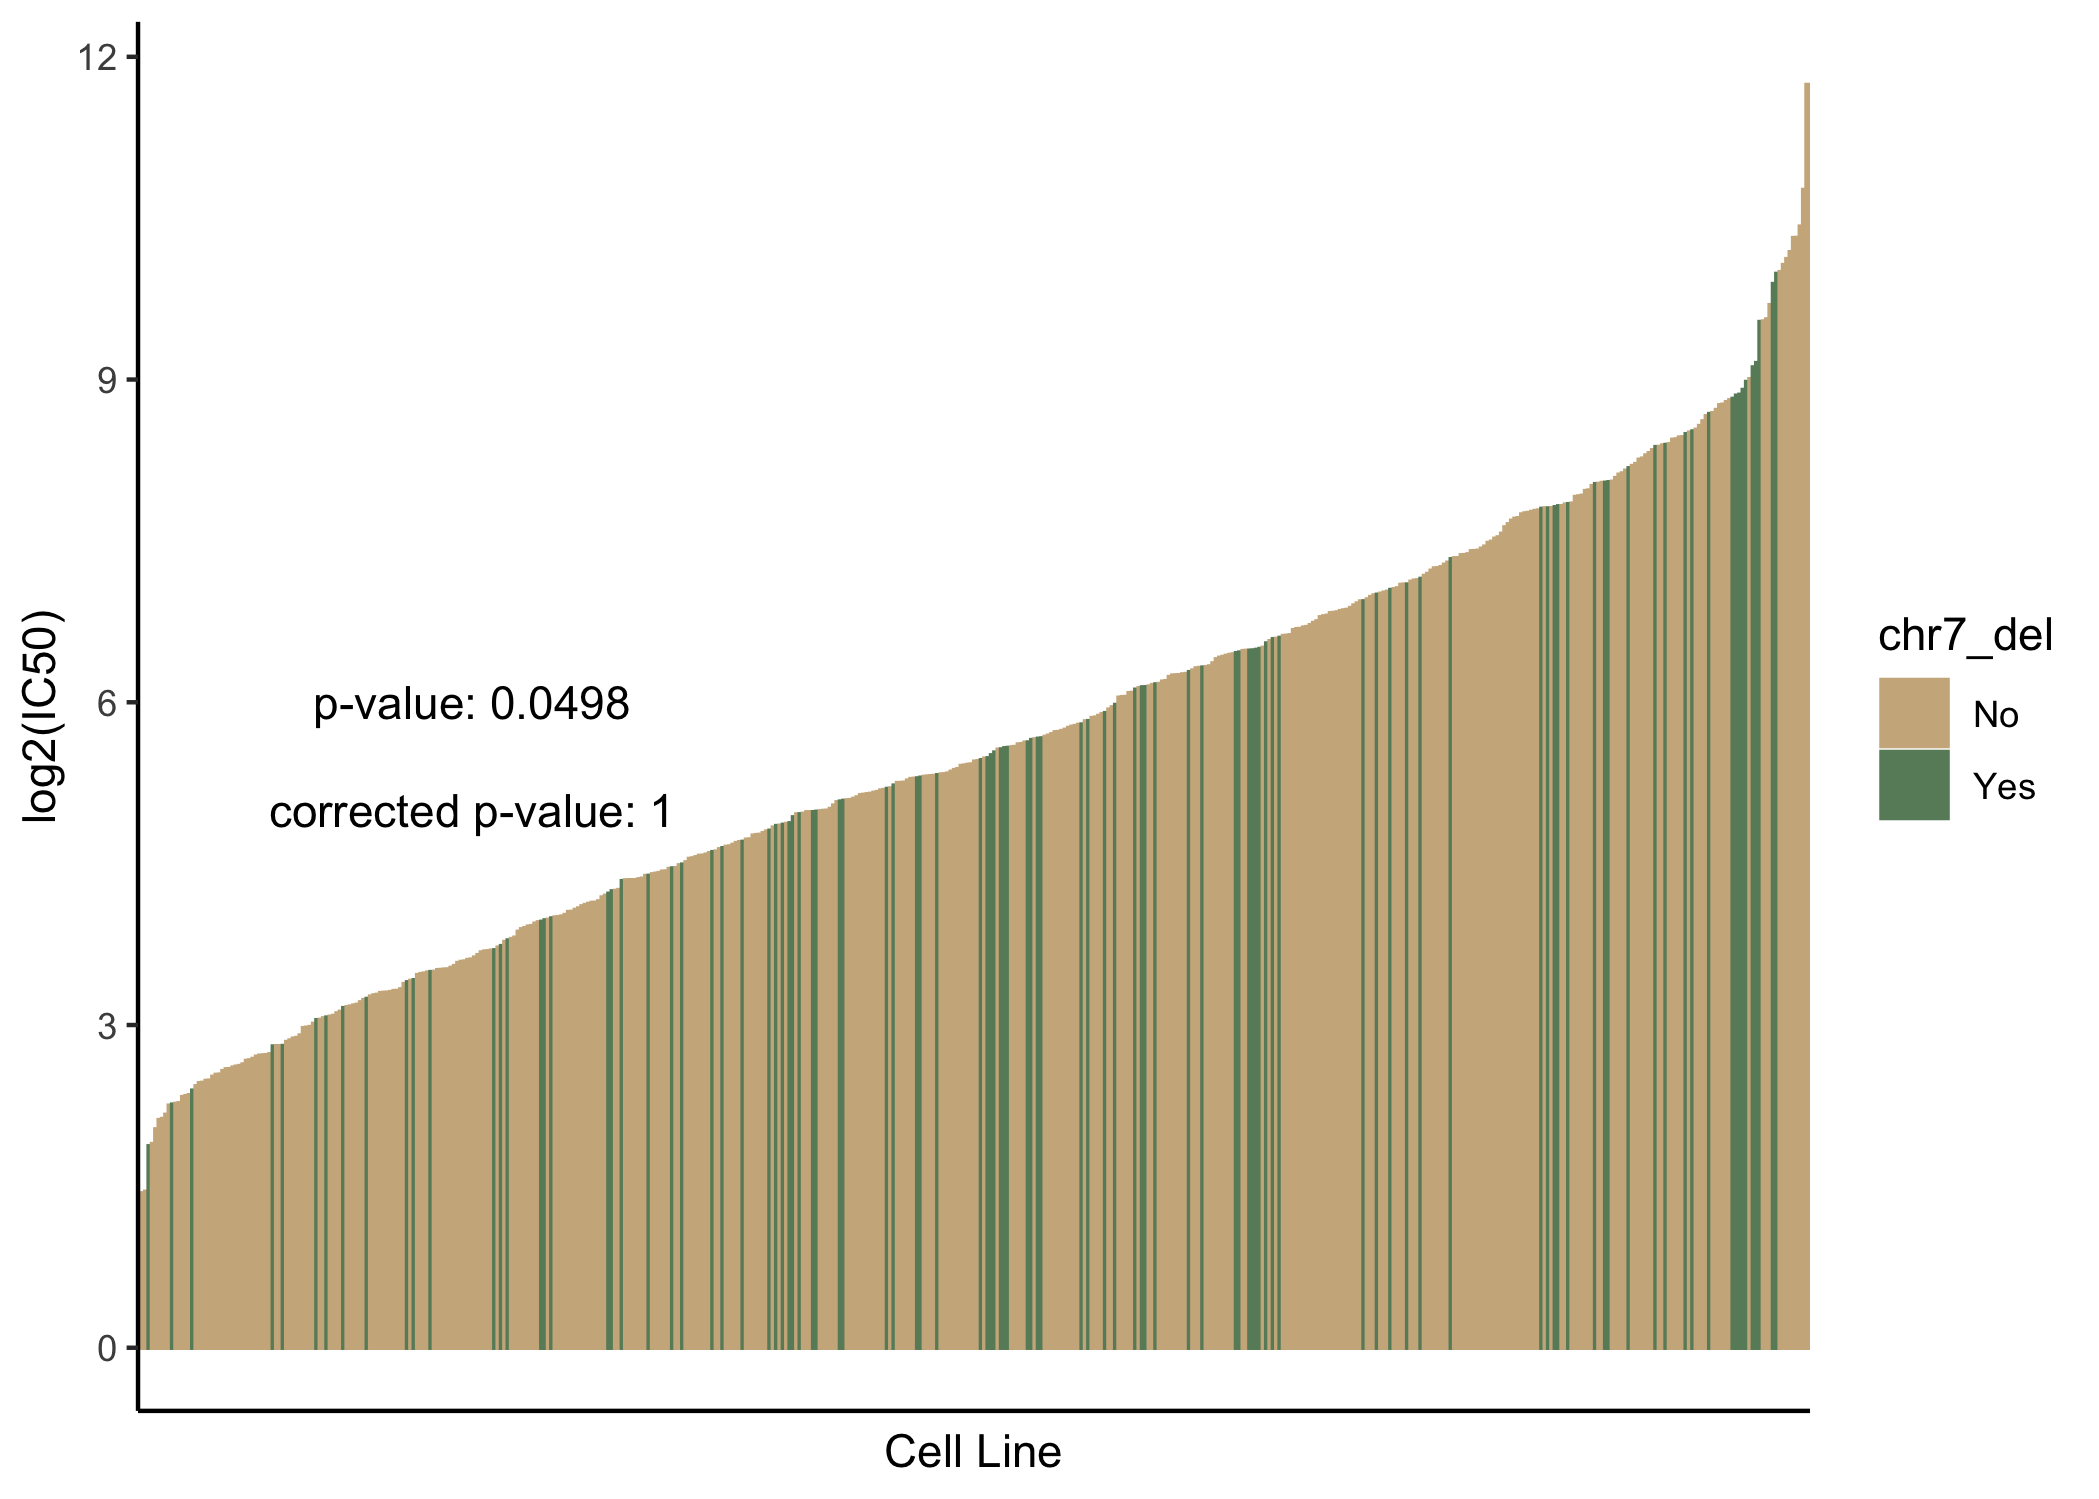 log2(IC50)
12
9
6
3
0
p-value: 0.0498
corrected p-value: 1
Cell Line
chr7_del
No
Yes